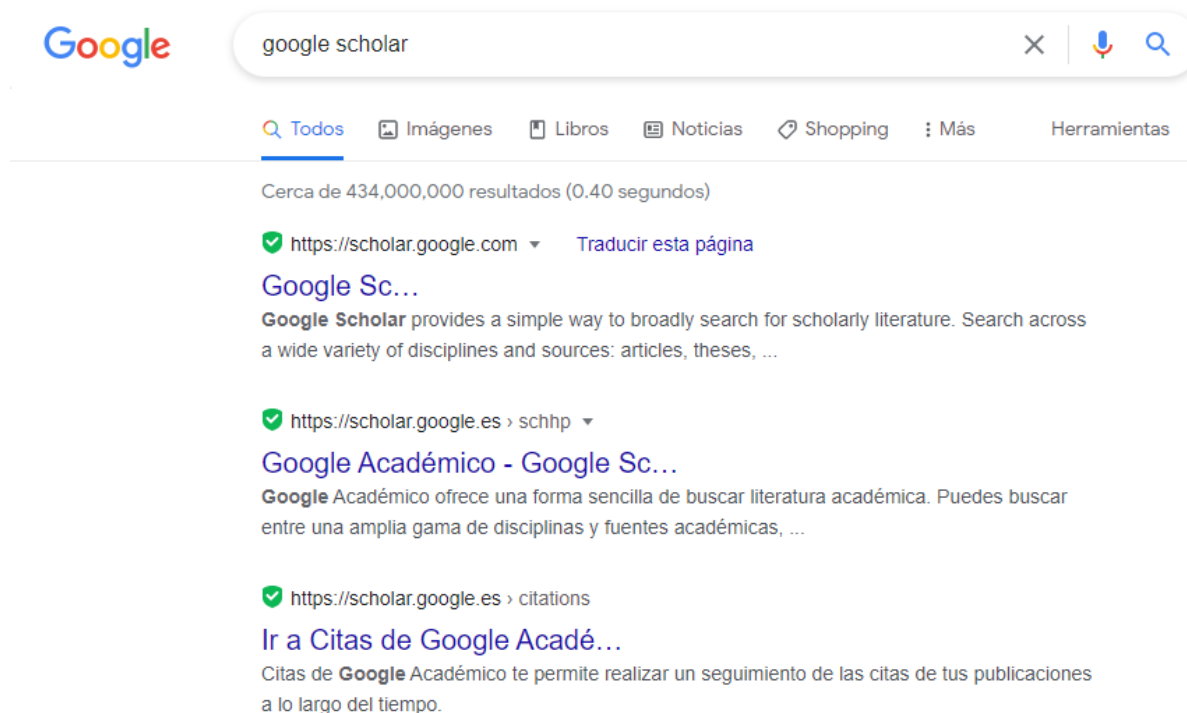 Google
google scholar
Todos Imágenes Libros Noticias Shopping Más Herramientas
Cerca de 434,000,000 resultados (0.40 segundos)
https://scholar.google.com Traducir esta página
Google Sc...
Google Scholar provides a simple way to broadly search for scholarly literature. Search across
a wide variety of disciplines and sources: articles, theses, ...
https://scholar.google.es › schhp
Google Académico - Google Sc...
Google Académico ofrece una forma sencilla de buscar literatura académica. Puedes buscar
entre una amplia gama de disciplinas y fuentes académicas, ...
https://scholar.google.es › citations
Ir a Citas de Google Acadé...
Citas de Google Académico te permite realizar un seguimiento de las citas de tus publicaciones
a lo largo del tiempo.